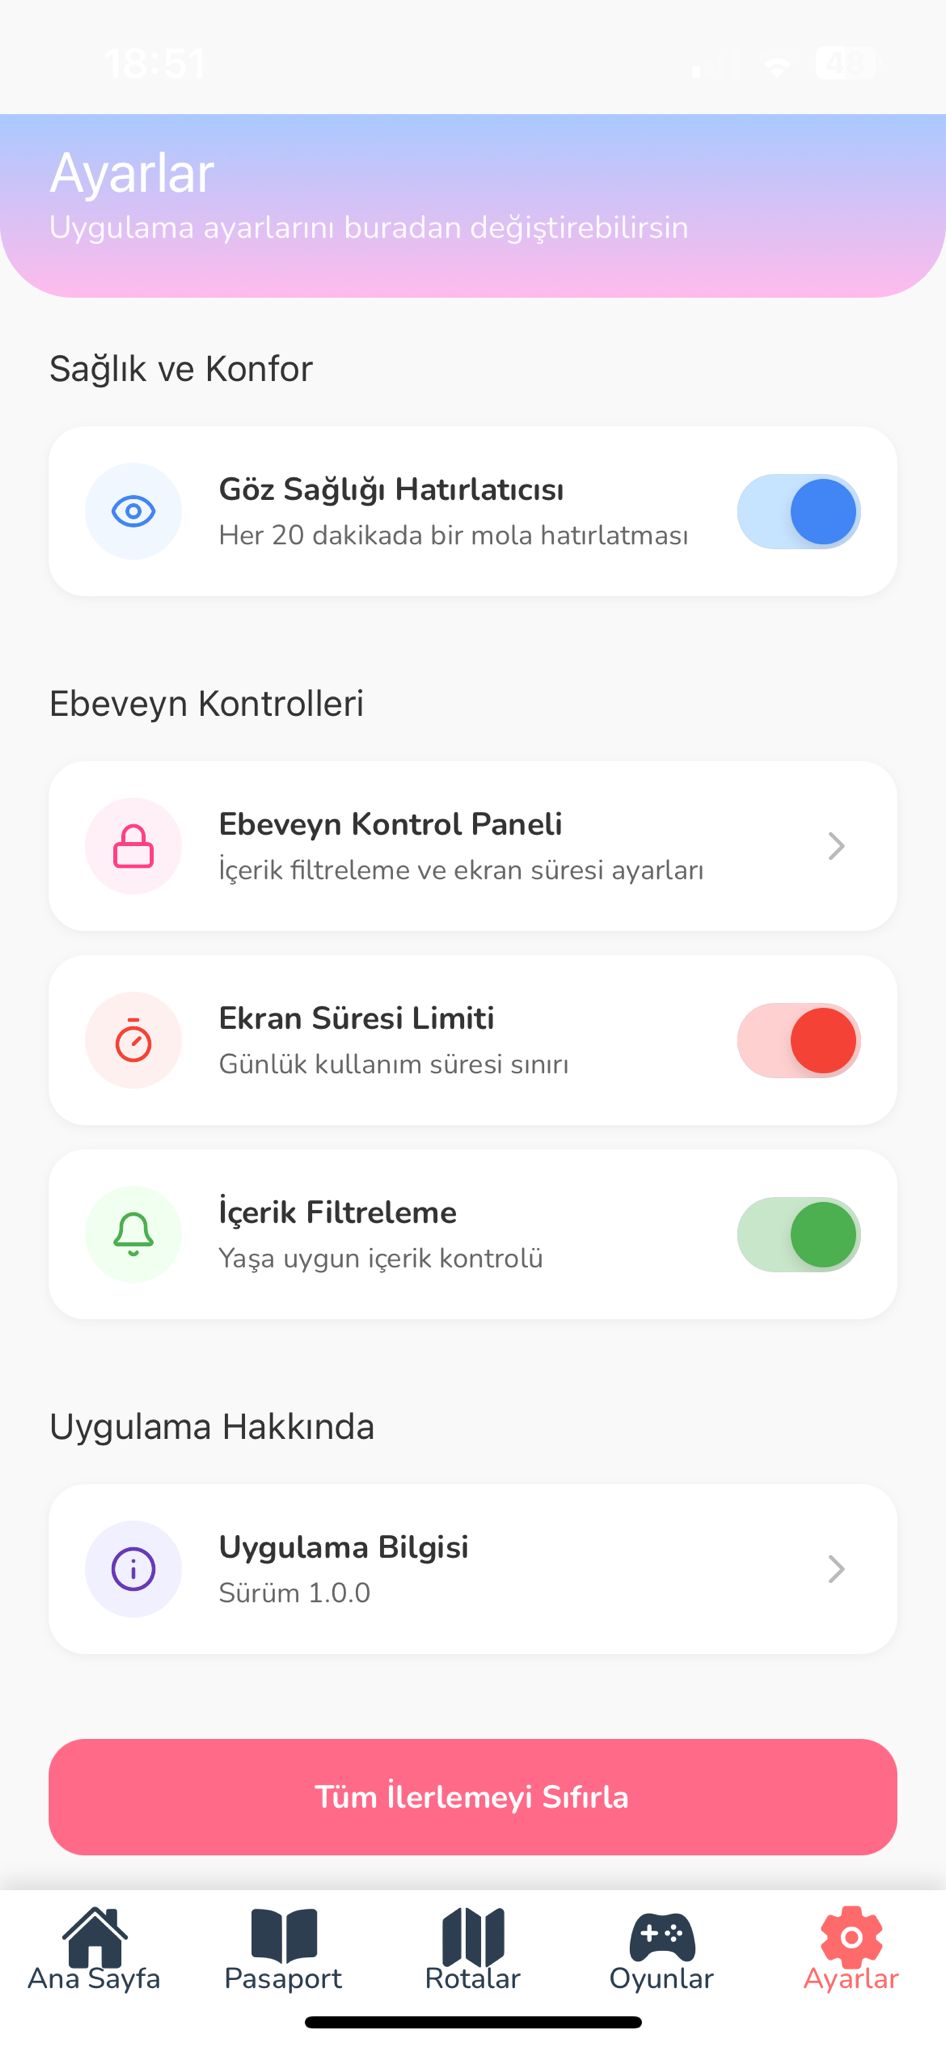 18:51
48
Ayarlar
Uygulama ayarlarını buradan değiştirebilirsin
Sağlık ve Konfor
Göz Sağlığı Hatırlatıcısı
Her 20 dakikada bir mola hatırlatması
Ebeveyn Kontrolleri
Ebeveyn Kontrol Paneli
İçerik filtreleme ve ekran süresi ayarları
Ekran Süresi Limiti
Günlük kullanım süresi sınırı
İçerik Filtreleme
Yaşa uygun içerik kontrolü
Uygulama Hakkında
Uygulama Bilgisi
Sürüm 1.0.0
Tüm İlerlemeyi Sıfırla
Ana Sayfa
Pasaport
Rotalar
Oyunlar
Ayarlar